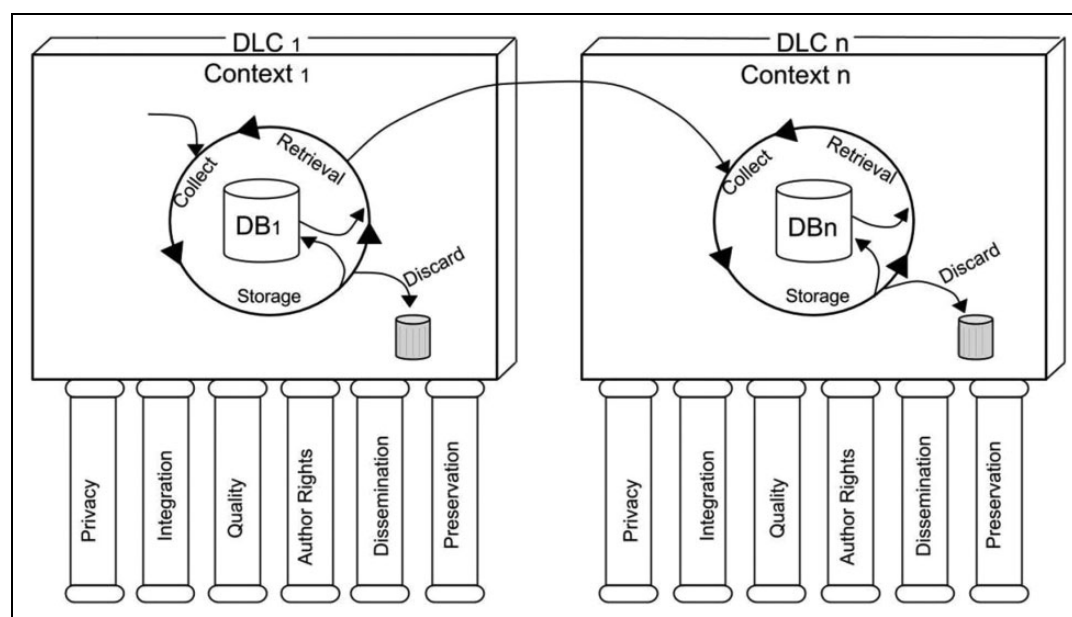 DLC 1
Context 1
Collect
Retrieval
DB1
Storage
Discard
Privacy
Integration
Quality
Author Rights
Dissemination
Preservation
DLC n
Context n
Collect
Retrieval
DBn
Storage
Discard
Privacy
Integration
Quality
Author Rights
Dissemination
Preservation